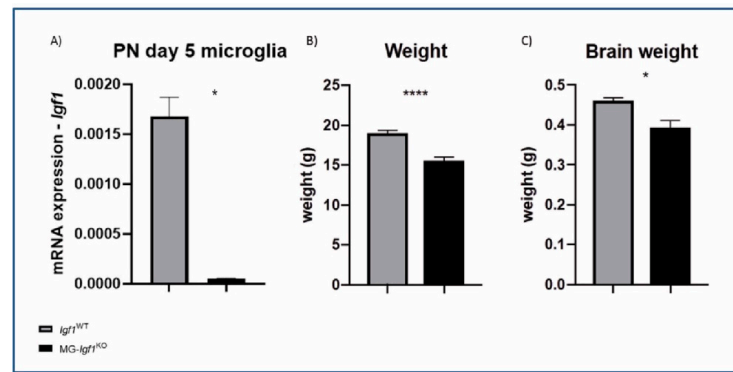 A)
PN day 5 microglia
*
mRNA expression - Igf1
0.0020
0.0015
0.0010
0.0005
0.0000
B)
Weight
****
weight (g)
25
20
15
10
5
0
C)
Brain weight
*
weight (g)
0.5
0.4
0.3
0.2
0.1
0.0
Igf1WT
MG-Igf1KO